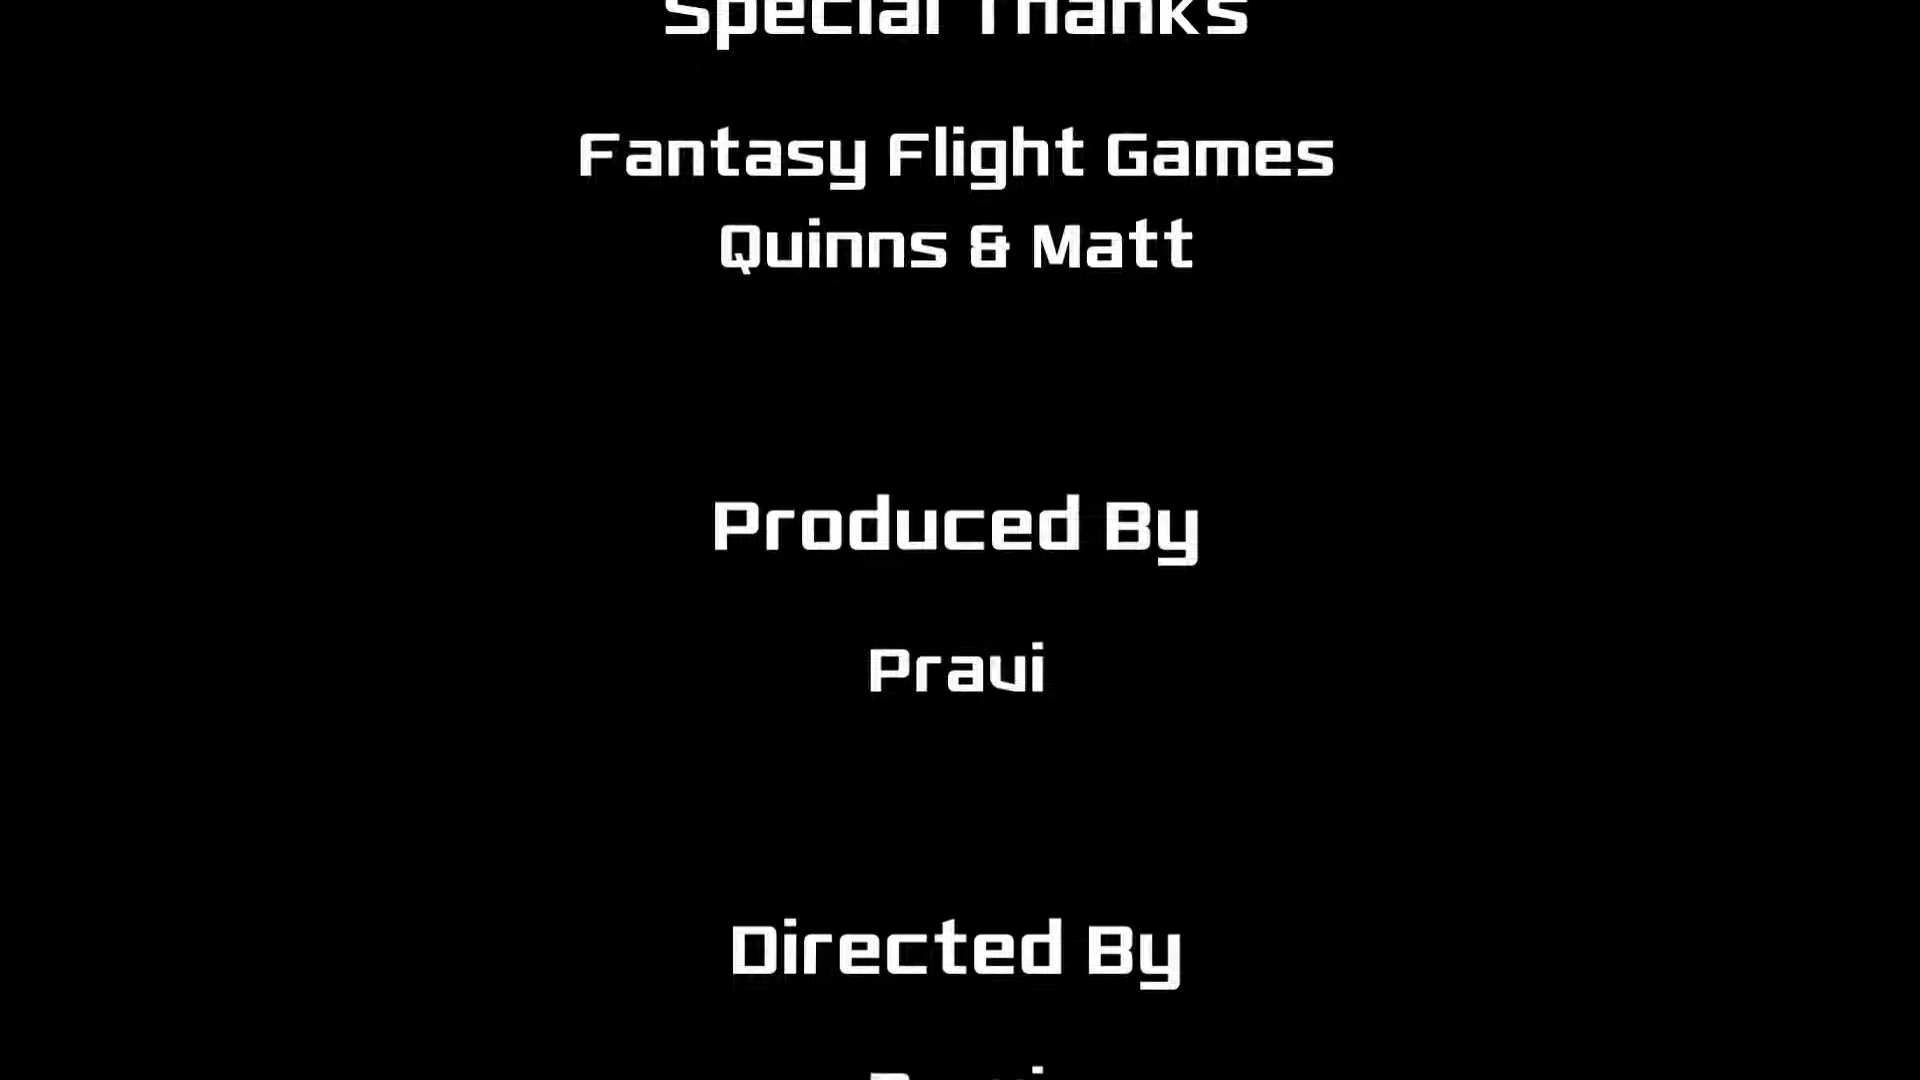 Special Thanks
Fantasy Flight Games
Quinns & Matt
Produced By
Pravi
Directed By